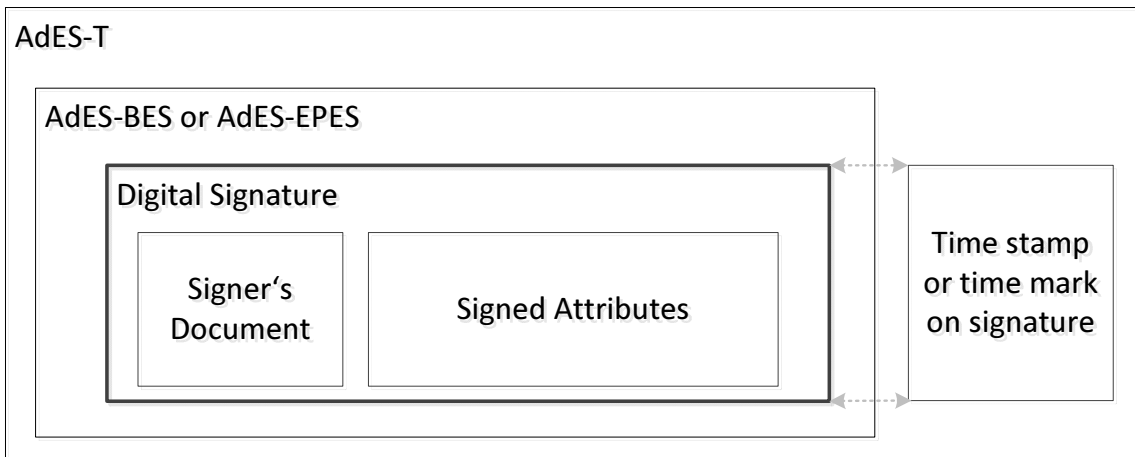 AdES-T
AdES-BES or AdES-EPES
Digital Signature
Signer‘s
Document
Signed Attributes
Time stamp
or time mark
on signature